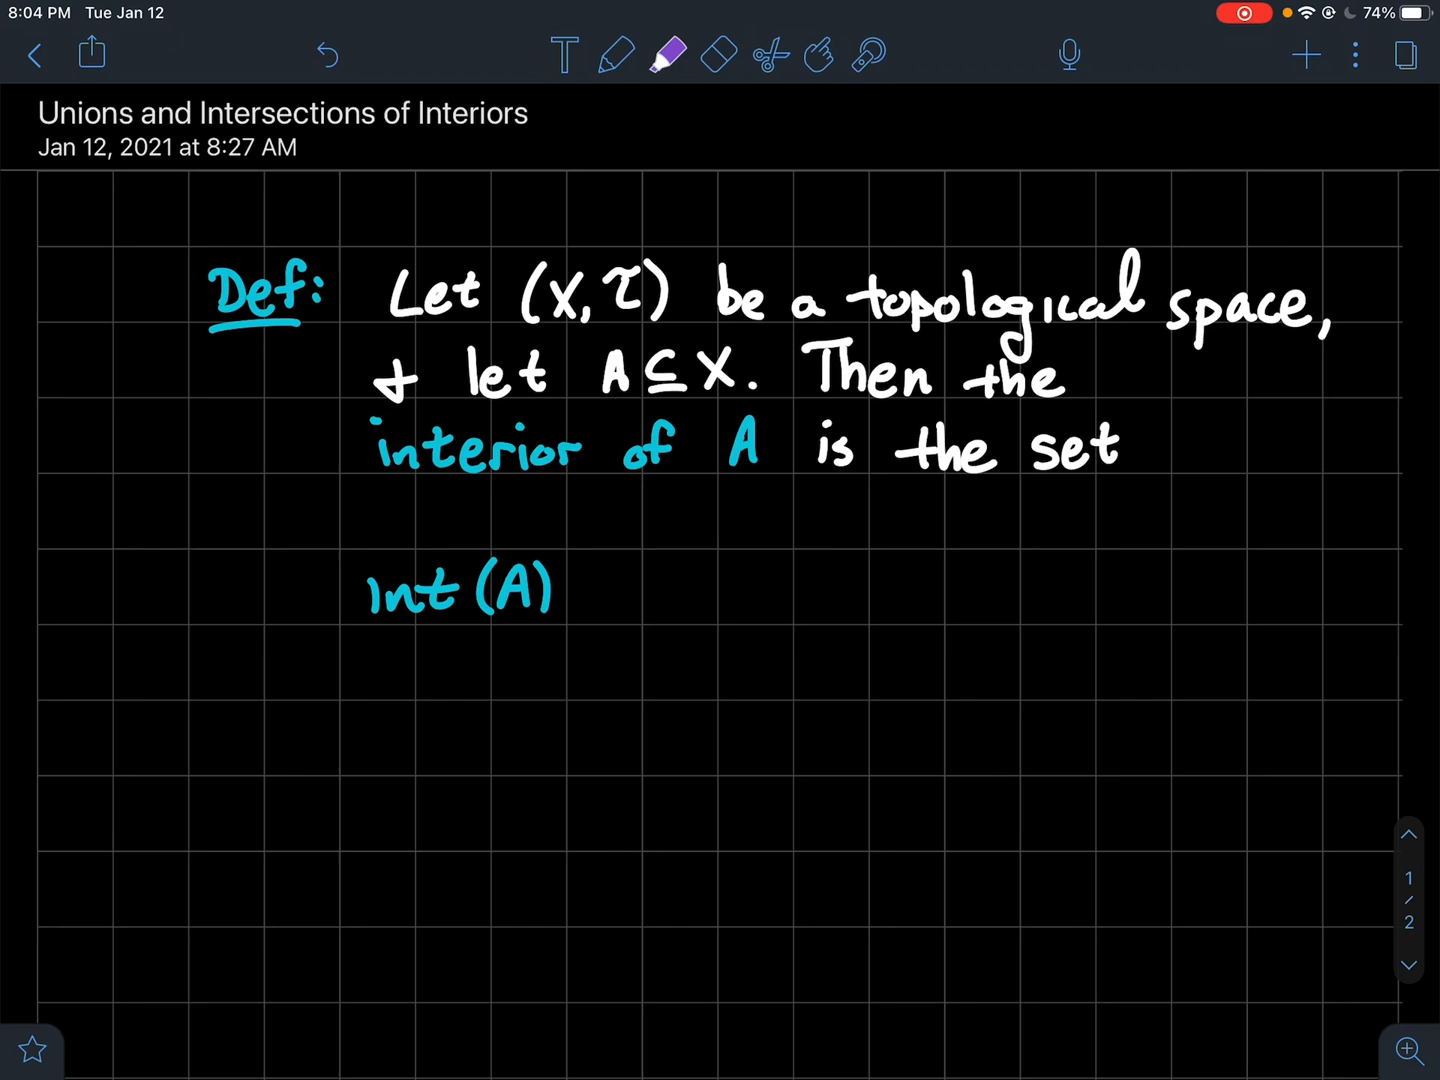 8:04 PM Tue Jan 12 74%
Unions and Intersections of Interiors
Jan 12, 2021 at 8:27 AM
Def: Let (X, τ) be a topological space,
+ let A ⊆ X. Then the
interior of A is the set
Int (A)
1
/
2